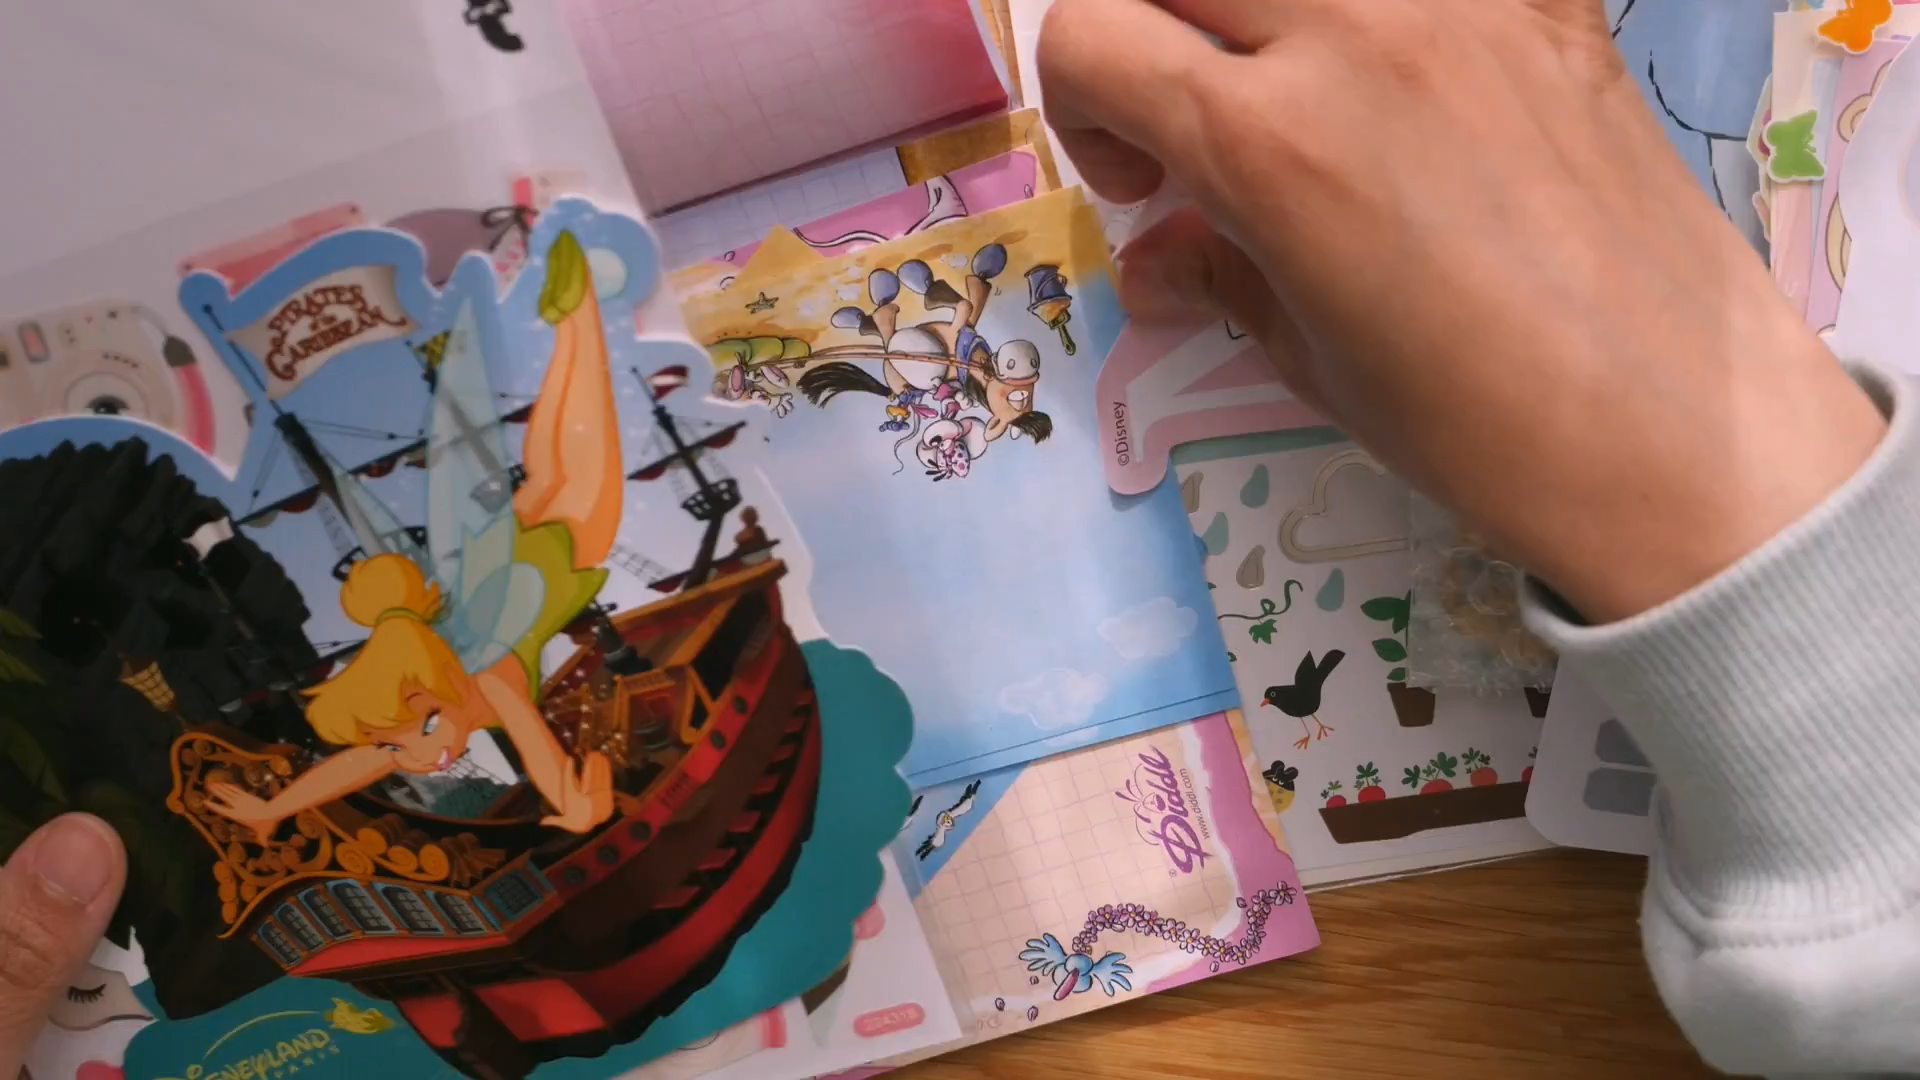 PIRATES
of the
CARIBBEAN
©Disney
Diddl
®
www.diddl.com
DISNEYLAND
PARIS